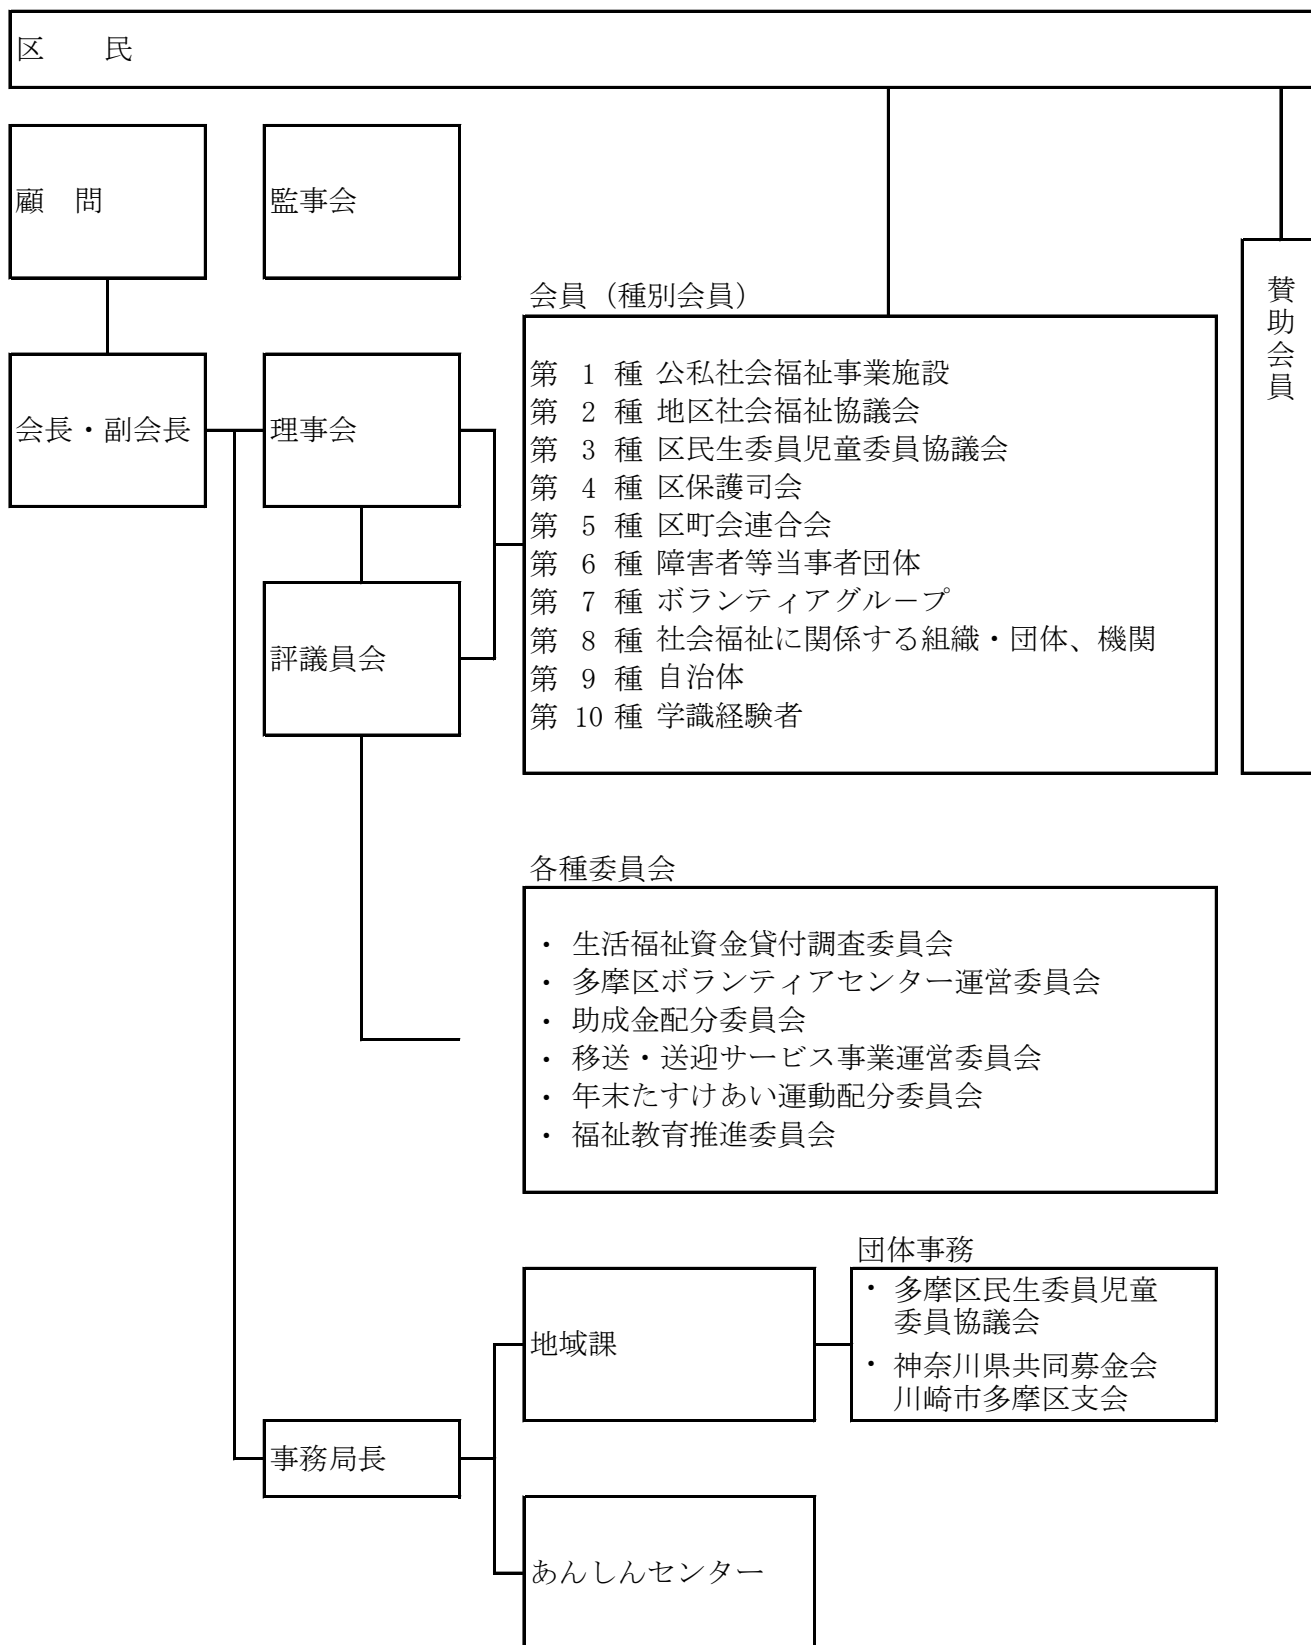 区　　民
顧　問
監事会
会員（種別会員）
賛助会員
会長・副会長
理事会
評議員会
第　1　種 公私社会福祉事業施設
第　2　種 地区社会福祉協議会
第　3　種 区民生委員児童委員協議会
第　4　種 区保護司会
第　5　種 区町会連合会
第　6　種 障害者等当事者団体
第　7　種 ボランティアグループ
第　8　種 社会福祉に関係する組織・団体、機関
第　9　種 自治体
第 10 種 学識経験者
各種委員会
・ 生活福祉資金貸付調査委員会
・ 多摩区ボランティアセンター運営委員会
・ 助成金配分委員会
・ 移送・送迎サービス事業運営委員会
・ 年末たすけあい運動配分委員会
・ 福祉教育推進委員会
団体事務
地域課
・ 多摩区民生委員児童
委員協議会
・ 神奈川県共同募金会
川崎市多摩区支会
事務局長
あんしんセンター